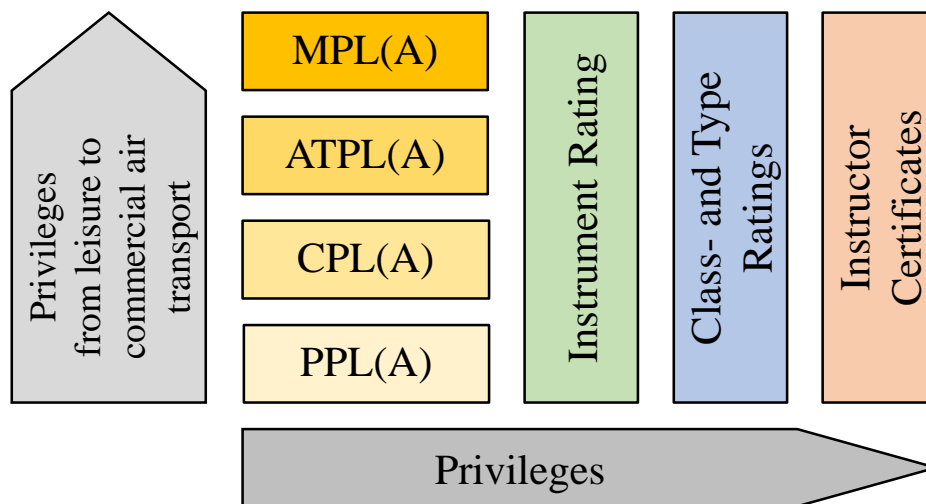 Privileges
from leisure to
commercial air
transport
MPL(A)
ATPL(A)
CPL(A)
PPL(A)
Instrument Rating
Class- and Type
Ratings
Instructor
Certificates
Privileges